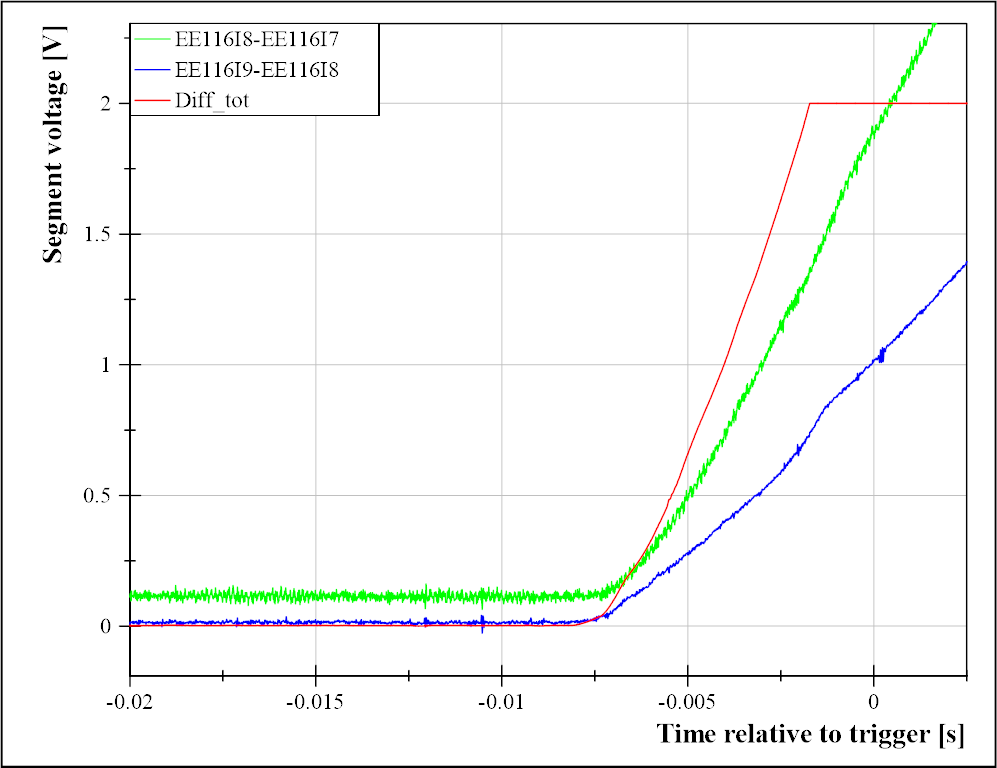 Segment voltage [V]
EE116I8-EE116I7
EE116I9-EE116I8
Diff_tot
2
1.5
1
0.5
0
-0.02
-0.015
-0.01
-0.005
0
Time relative to trigger [s]